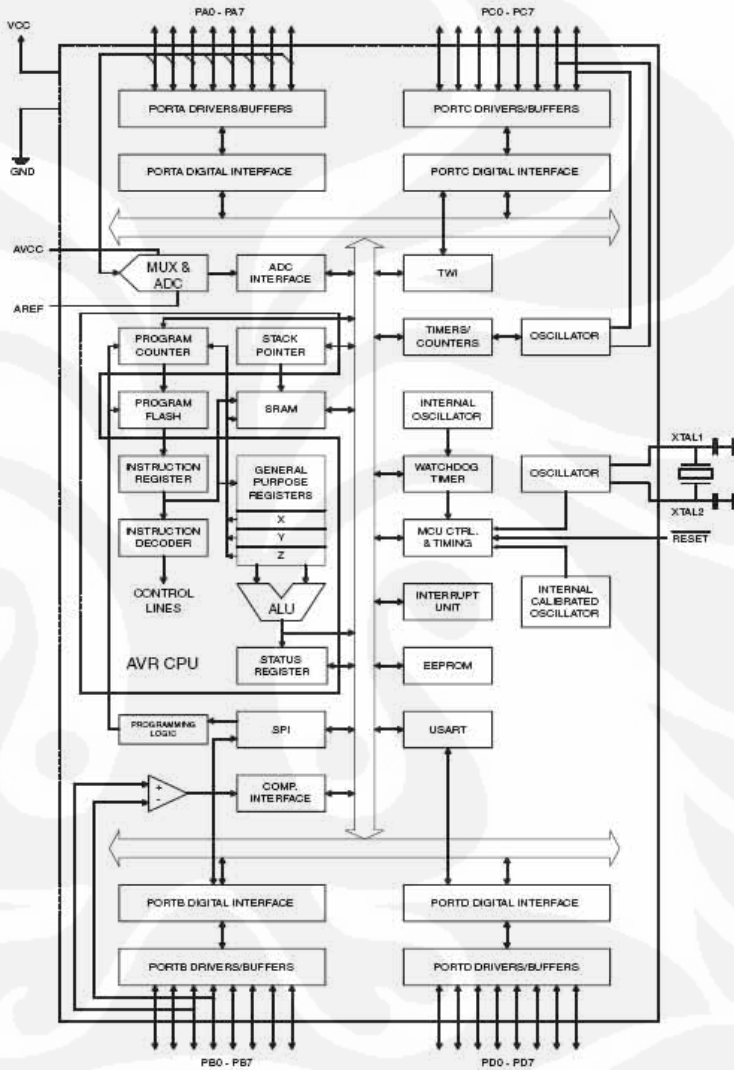 PA0 - PA7
PC0 - PC7
VCC
GND
PORTA DRIVERS/BUFFERS
PORTC DRIVERS/BUFFERS
PORTA DIGITAL INTERFACE
PORTC DIGITAL INTERFACE
AVCC
AREF
MUX &
ADC
ADC
INTERFACE
TWI
PROGRAM
COUNTER
STACK
POINTER
TIMERS/
COUNTERS
OSCILLATOR
PROGRAM
FLASH
SRAM
INTERNAL
OSCILLATOR
INSTRUCTION
REGISTER
GENERAL
PURPOSE
REGISTERS
X
Y
Z
WATCHDOG
TIMER
OSCILLATOR
XTAL1
XTAL2
INSTRUCTION
DECODER
MCU CTRL.
& TIMING
RESET
CONTROL
LINES
ALU
INTERRUPT
UNIT
INTERNAL
CALIBRATED
OSCILLATOR
AVR CPU
STATUS
REGISTER
EEPROM
PROGRAMMING
LOGIC
SPI
USART
+
-
COMP.
INTERFACE
PORTB DIGITAL INTERFACE
PORTD DIGITAL INTERFACE
PORTB DRIVERS/BUFFERS
PORTD DRIVERS/BUFFERS
PB0 - PB7
PD0 - PD7